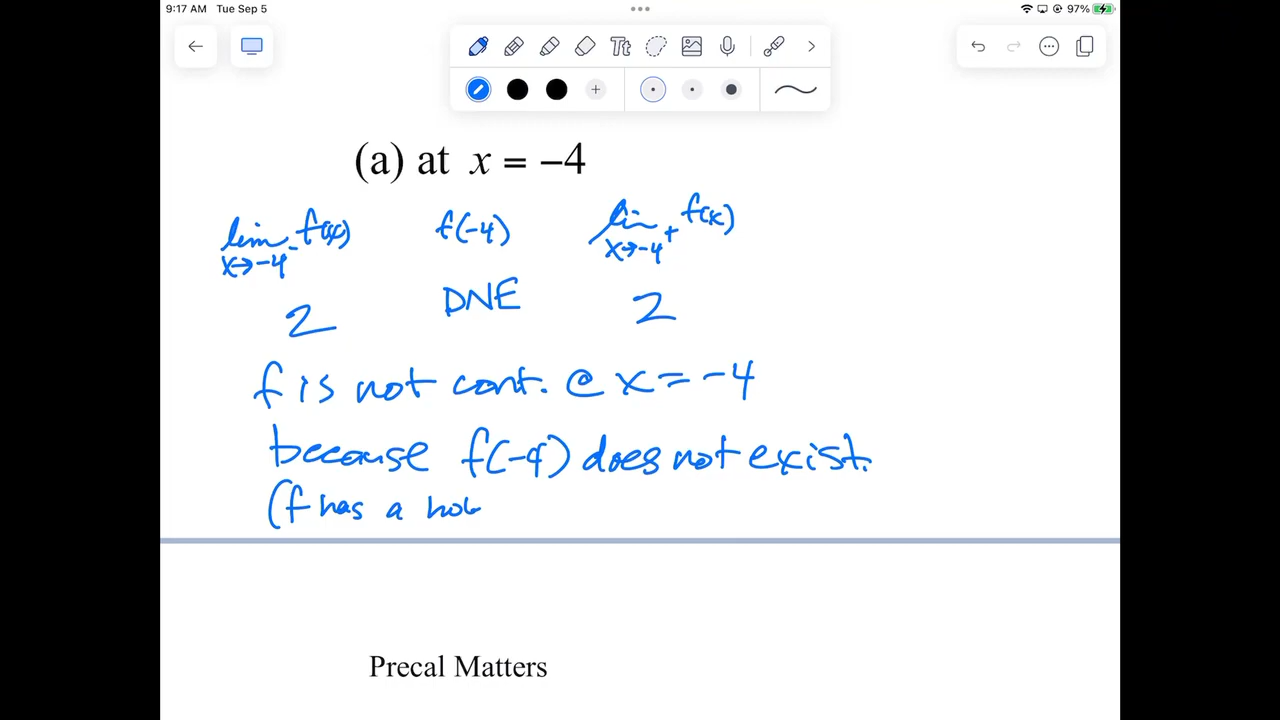 9:17 AM Tue Sep 5
97%
Tt
(a) at x = −4
lim x→-4⁻ f(x) f(-4) lim x→-4⁺ f(x)
2 DNE 2
f is not cont. @ x = -4
because f(-4) does not exist.
(f has a hol
Precal Matters